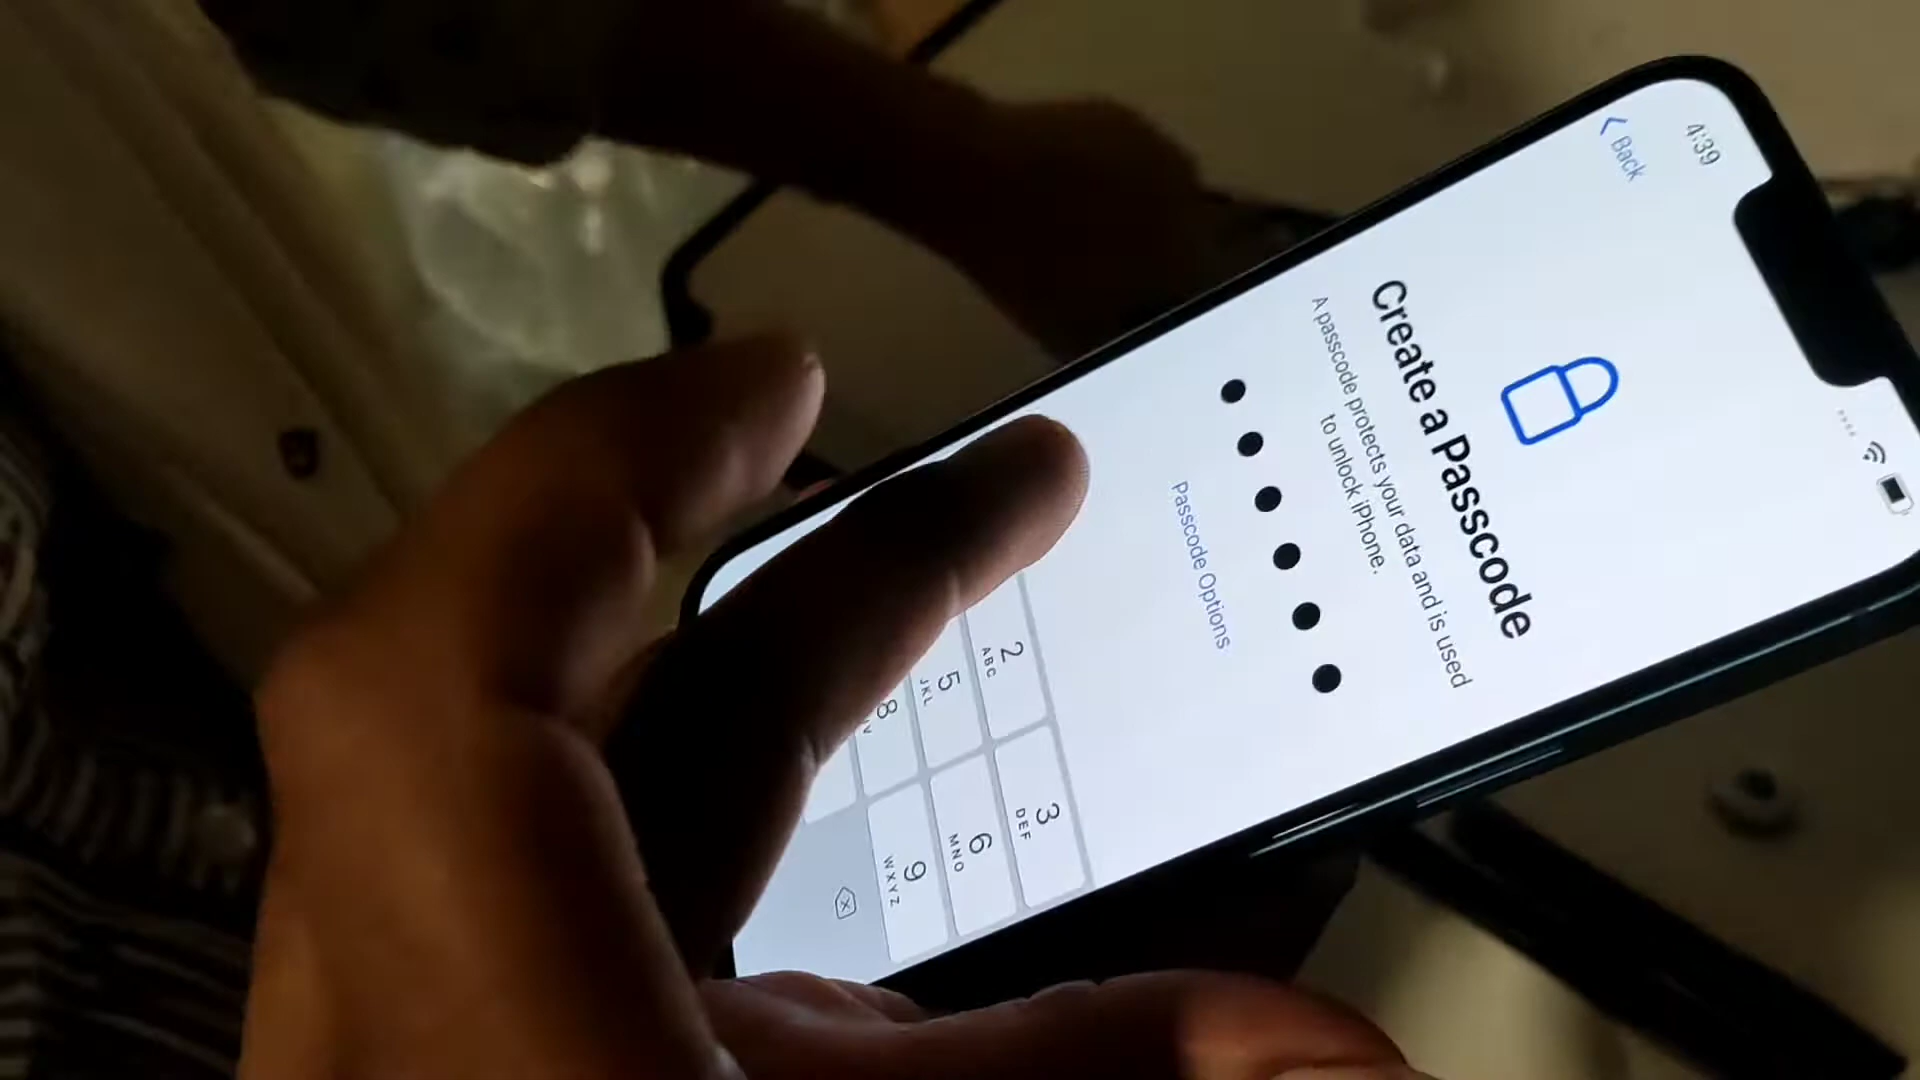 4:39
Back
Create a Passcode
A passcode protects your data and is used
to unlock iPhone.
Passcode Options
2
ABC
3
DEF
5
JKL
6
MNO
8
V
9
WXYZ